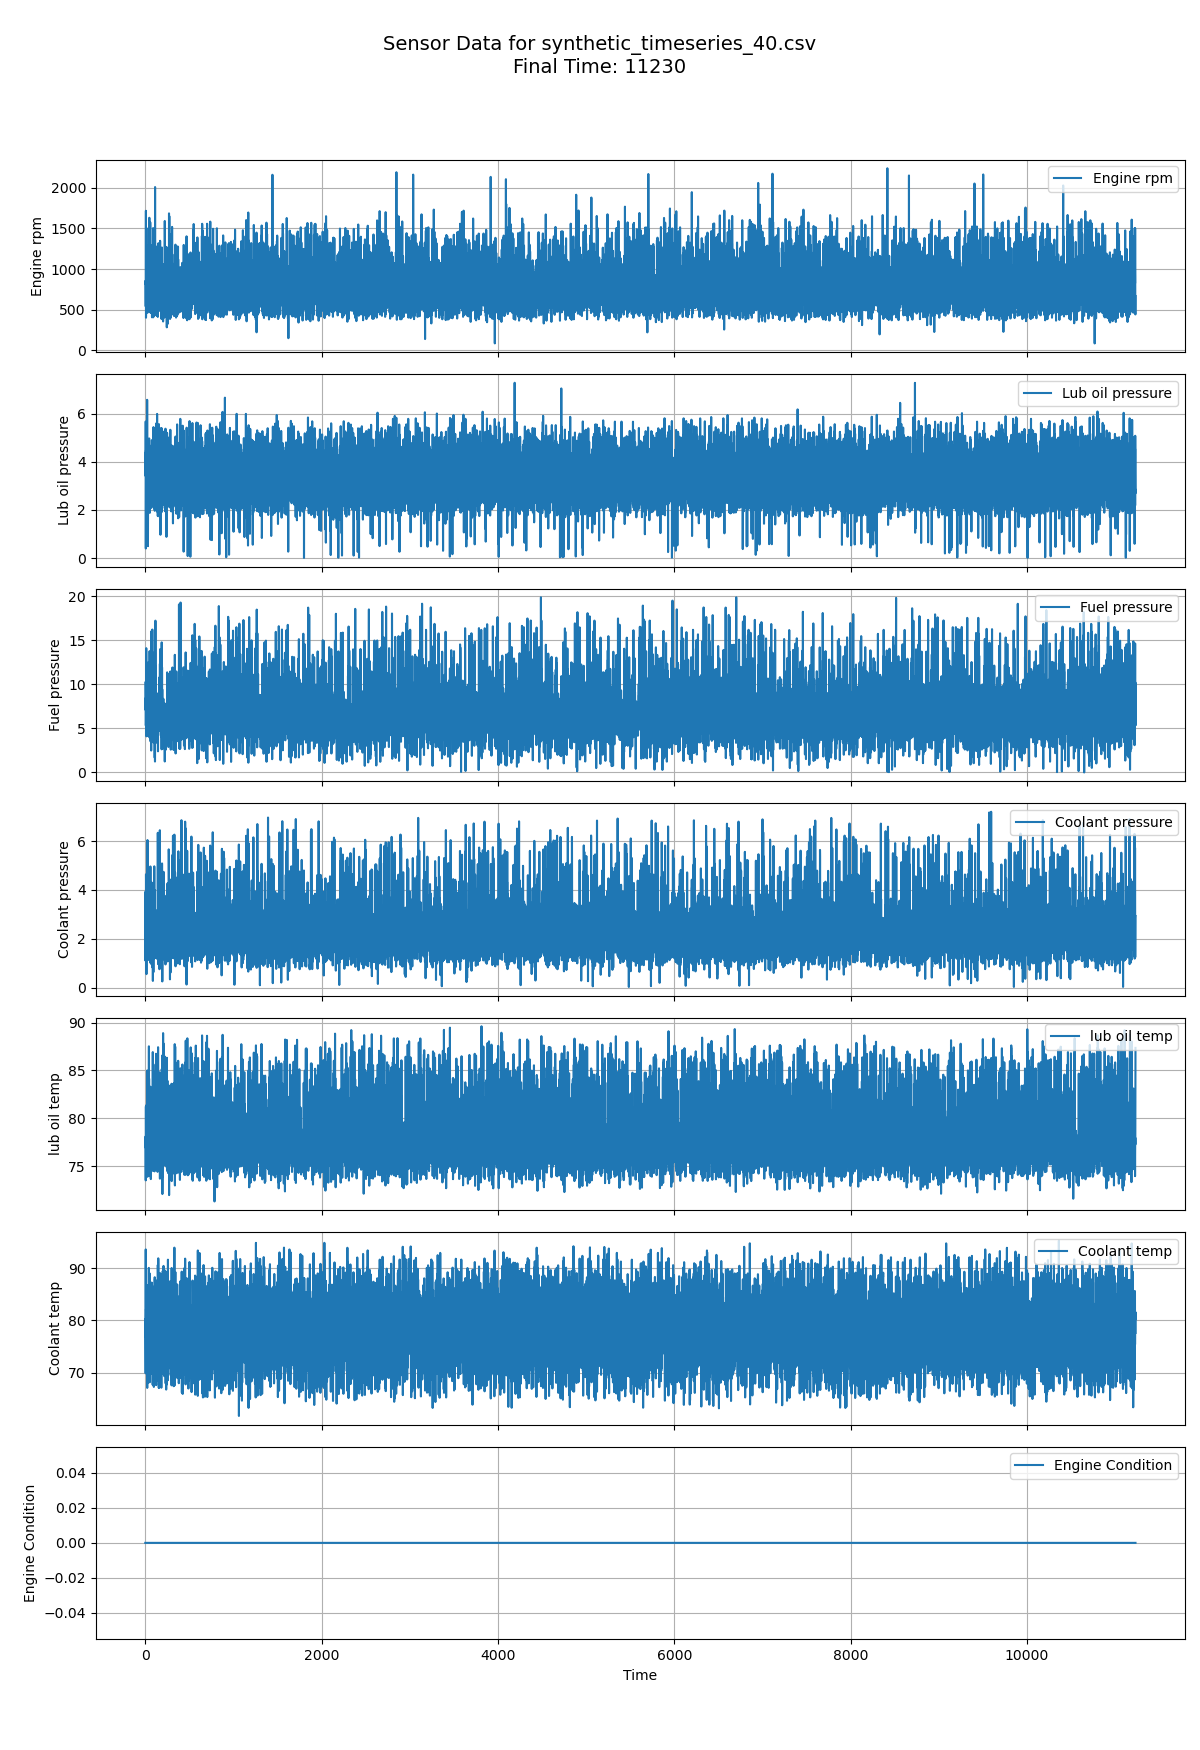 Sensor Data for synthetic_timeseries_40.csv
Final Time: 11230
Engine rpm
2000
1500
1000
500
0
Engine rpm
Lub oil pressure
6
4
2
0
Lub oil pressure
Fuel pressure
20
15
10
5
0
Fuel pressure
Coolant pressure
6
4
2
0
Coolant pressure
lub oil temp
90
85
80
75
lub oil temp
Coolant temp
90
80
70
Coolant temp
Engine Condition
0.04
0.02
0.00
−0.02
−0.04
Engine Condition
0 2000 4000 6000 8000 10000
Time